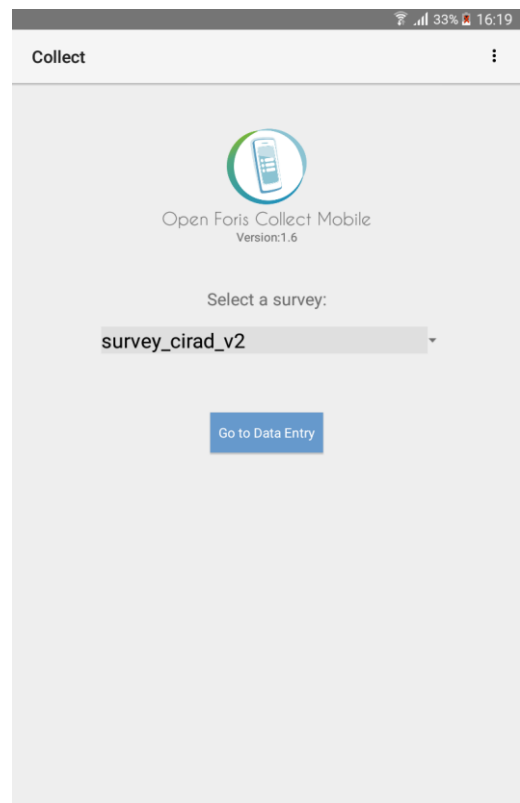 33% 16:19
Collect
Open Foris Collect Mobile
Version:1.6
Select a survey:
survey_cirad_v2
Go to Data Entry